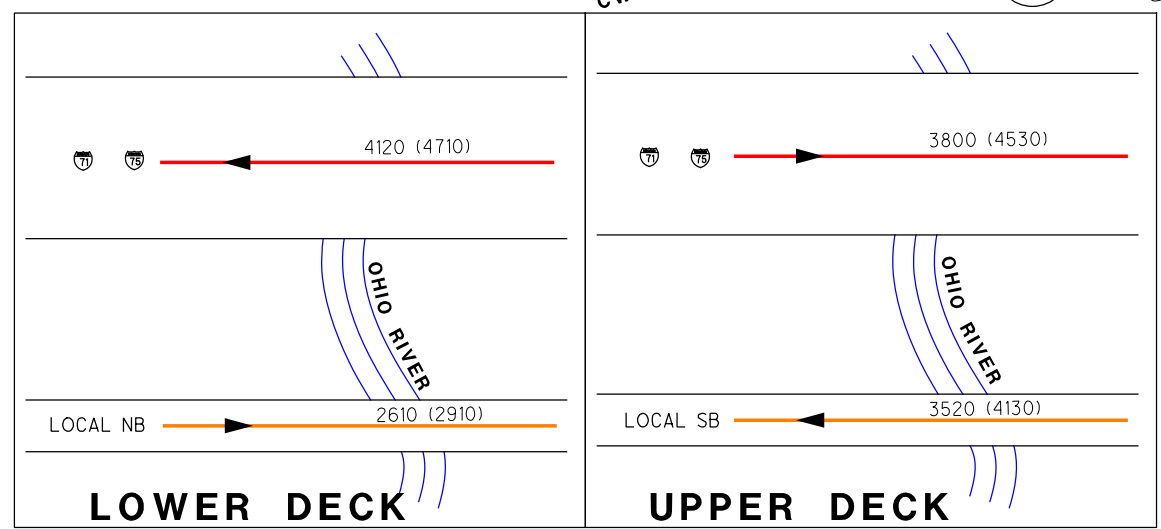 71 75
4120 (4710)
OHIO RIVER
2610 (2910)
LOCAL NB
LOWER DECK
71 75
3800 (4530)
OHIO RIVER
3520 (4130)
LOCAL SB
UPPER DECK